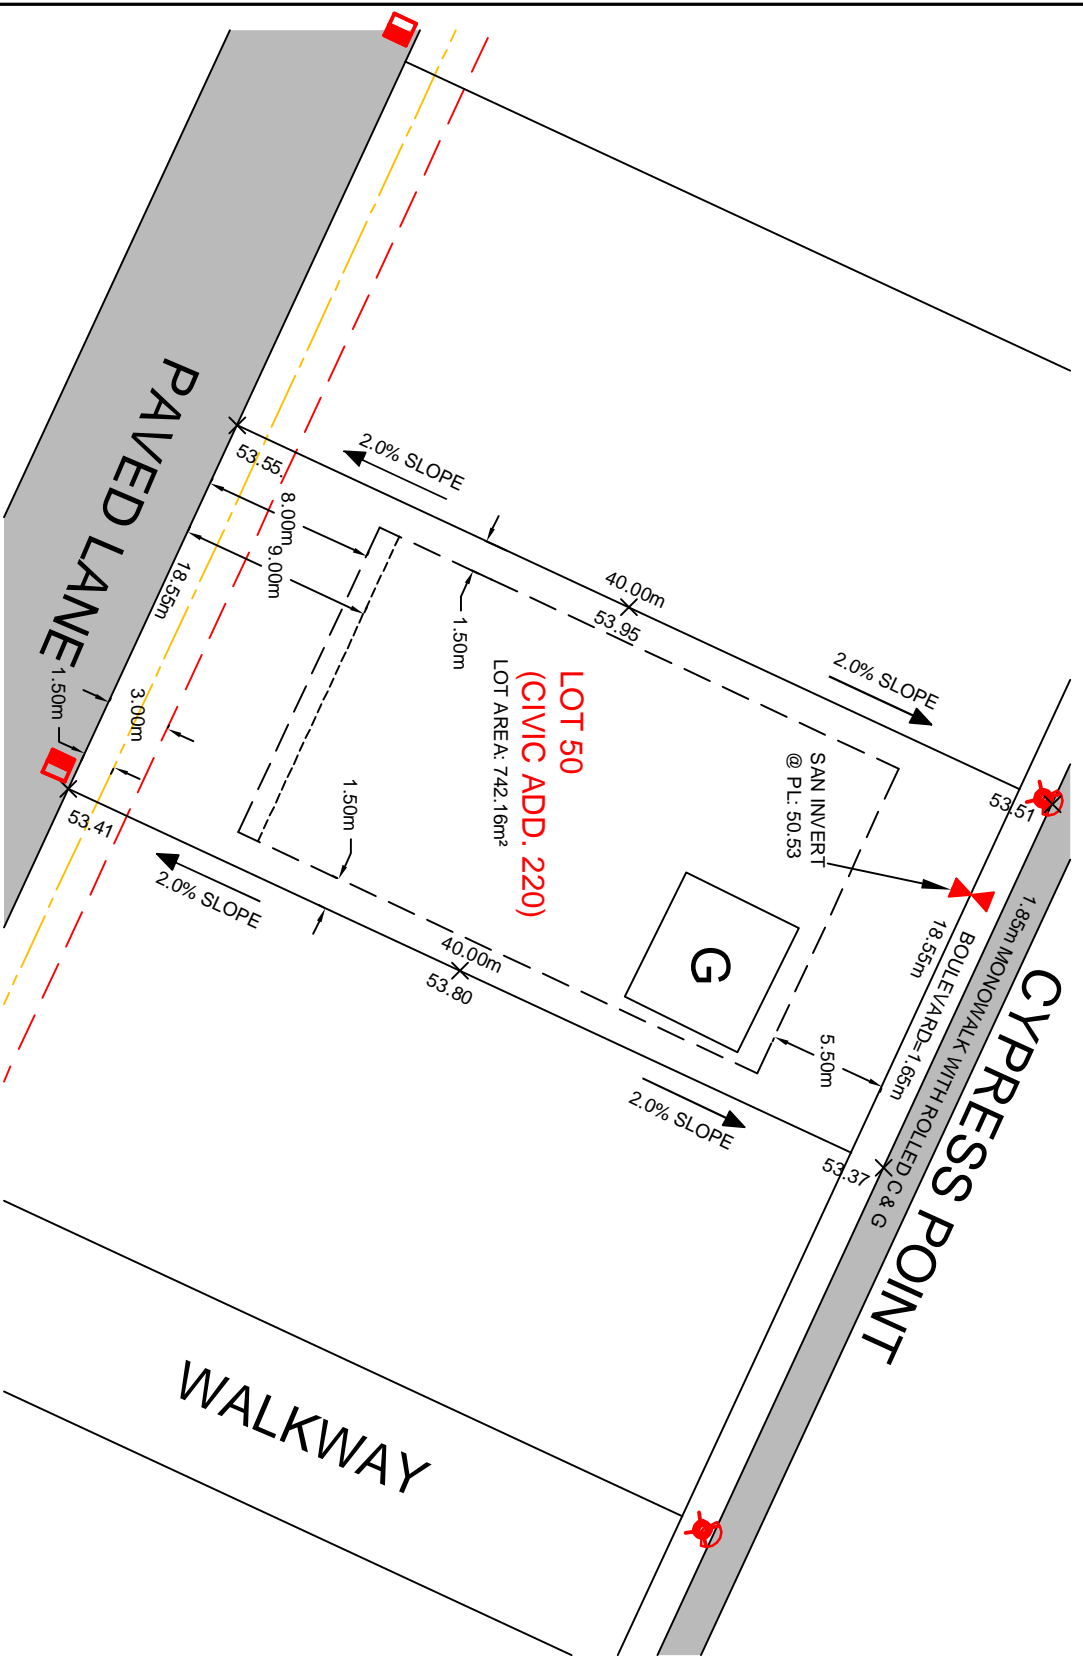 CYPRESS POINT
1.85m MONOWALK WITH ROLLED C & G
BOULEVARD=1.65m
18.55m
53.51
53.37
SAN INVERT
@ PL: 50.53
5.50m
2.0% SLOPE
2.0% SLOPE
G
40.00m
53.95
40.00m
53.80
LOT 50
(CIVIC ADD. 220)
LOT AREA: 742.16m²
1.50m
1.50m
2.0% SLOPE
2.0% SLOPE
8.00m
9.00m
53.55
53.41
18.55m
3.00m
1.50m
PAVED LANE
WALKWAY